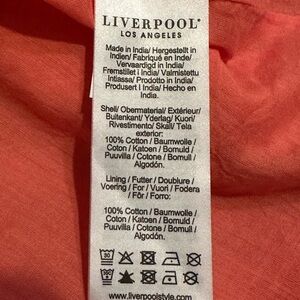 LIVERPOOL
LOS ANGELES
Made in India/ Hergestellt in
Indien/ Fabriqué en Inde/
Vervaardigd in India/
Fremstillet i India/ Valmistettu
Intiassa/ Prodotto in India/
Produsert i India/
Shell/ Obermaterial/ Extérieur/
Buitenkant/ Yderlag/ Kuori/
Rivestimento/ Skall/ Tela
exterior:
100% Cotton / Baumwolle /
Coton / Katoen / Bomuld /
Puuvilla / Cotone / Bomull /
Algodón.
Lining / Futter / Doublure /
Voering / For / Vuori / Fodera
/ Fôr / Forro:
100% Cotton / Baumwolle /
Coton / Katoen / Bomuld /
Puuvilla / Cotone / Bomull /
Algodón.
30
www.liverpoolstyle.com